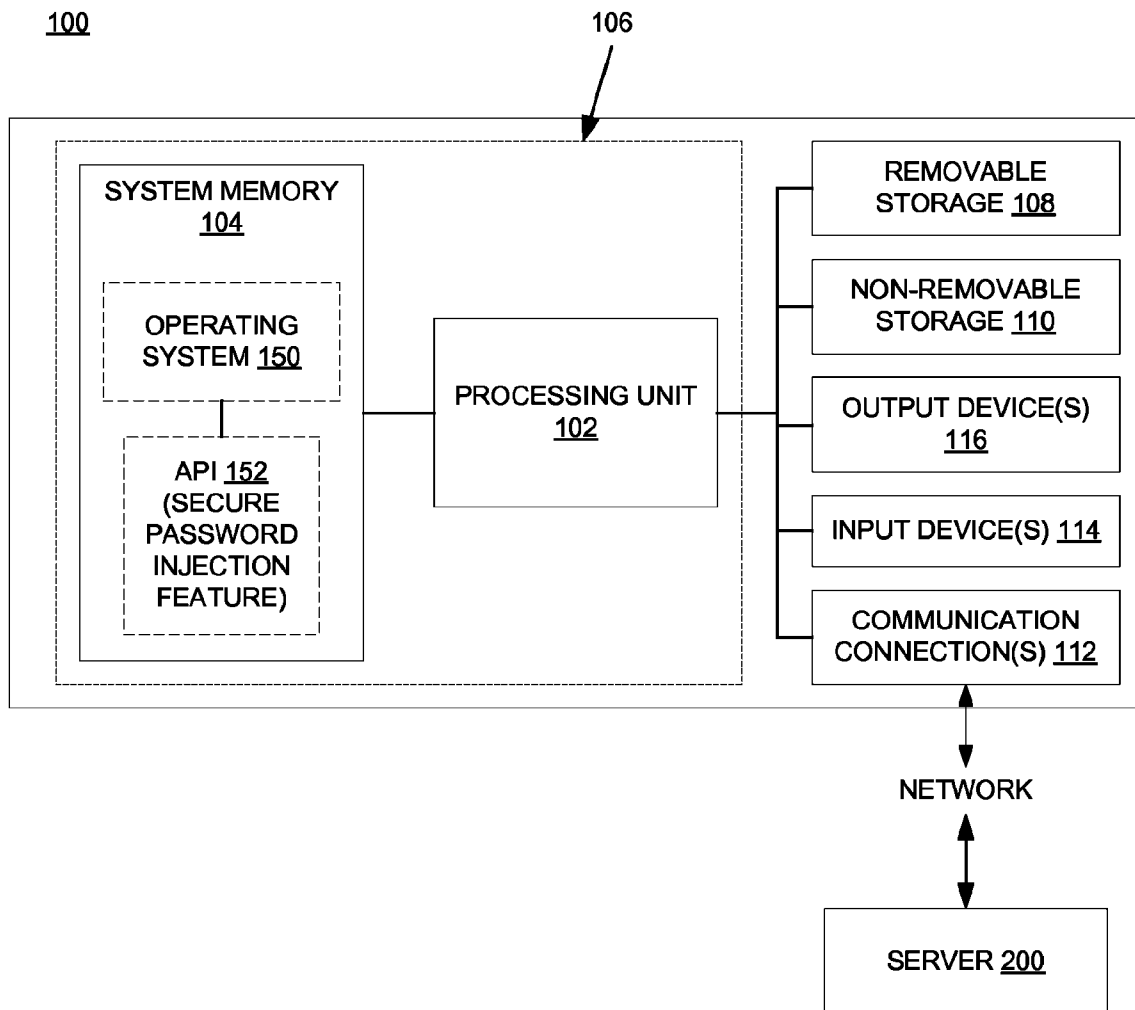 100
106
SYSTEM MEMORY
104
OPERATING
SYSTEM 150
API 152
(SECURE
PASSWORD
INJECTION
FEATURE)
PROCESSING UNIT
102
REMOVABLE
STORAGE 108
NON-REMOVABLE
STORAGE 110
OUTPUT DEVICE(S)
116
INPUT DEVICE(S) 114
COMMUNICATION
CONNECTION(S) 112
NETWORK
SERVER 200